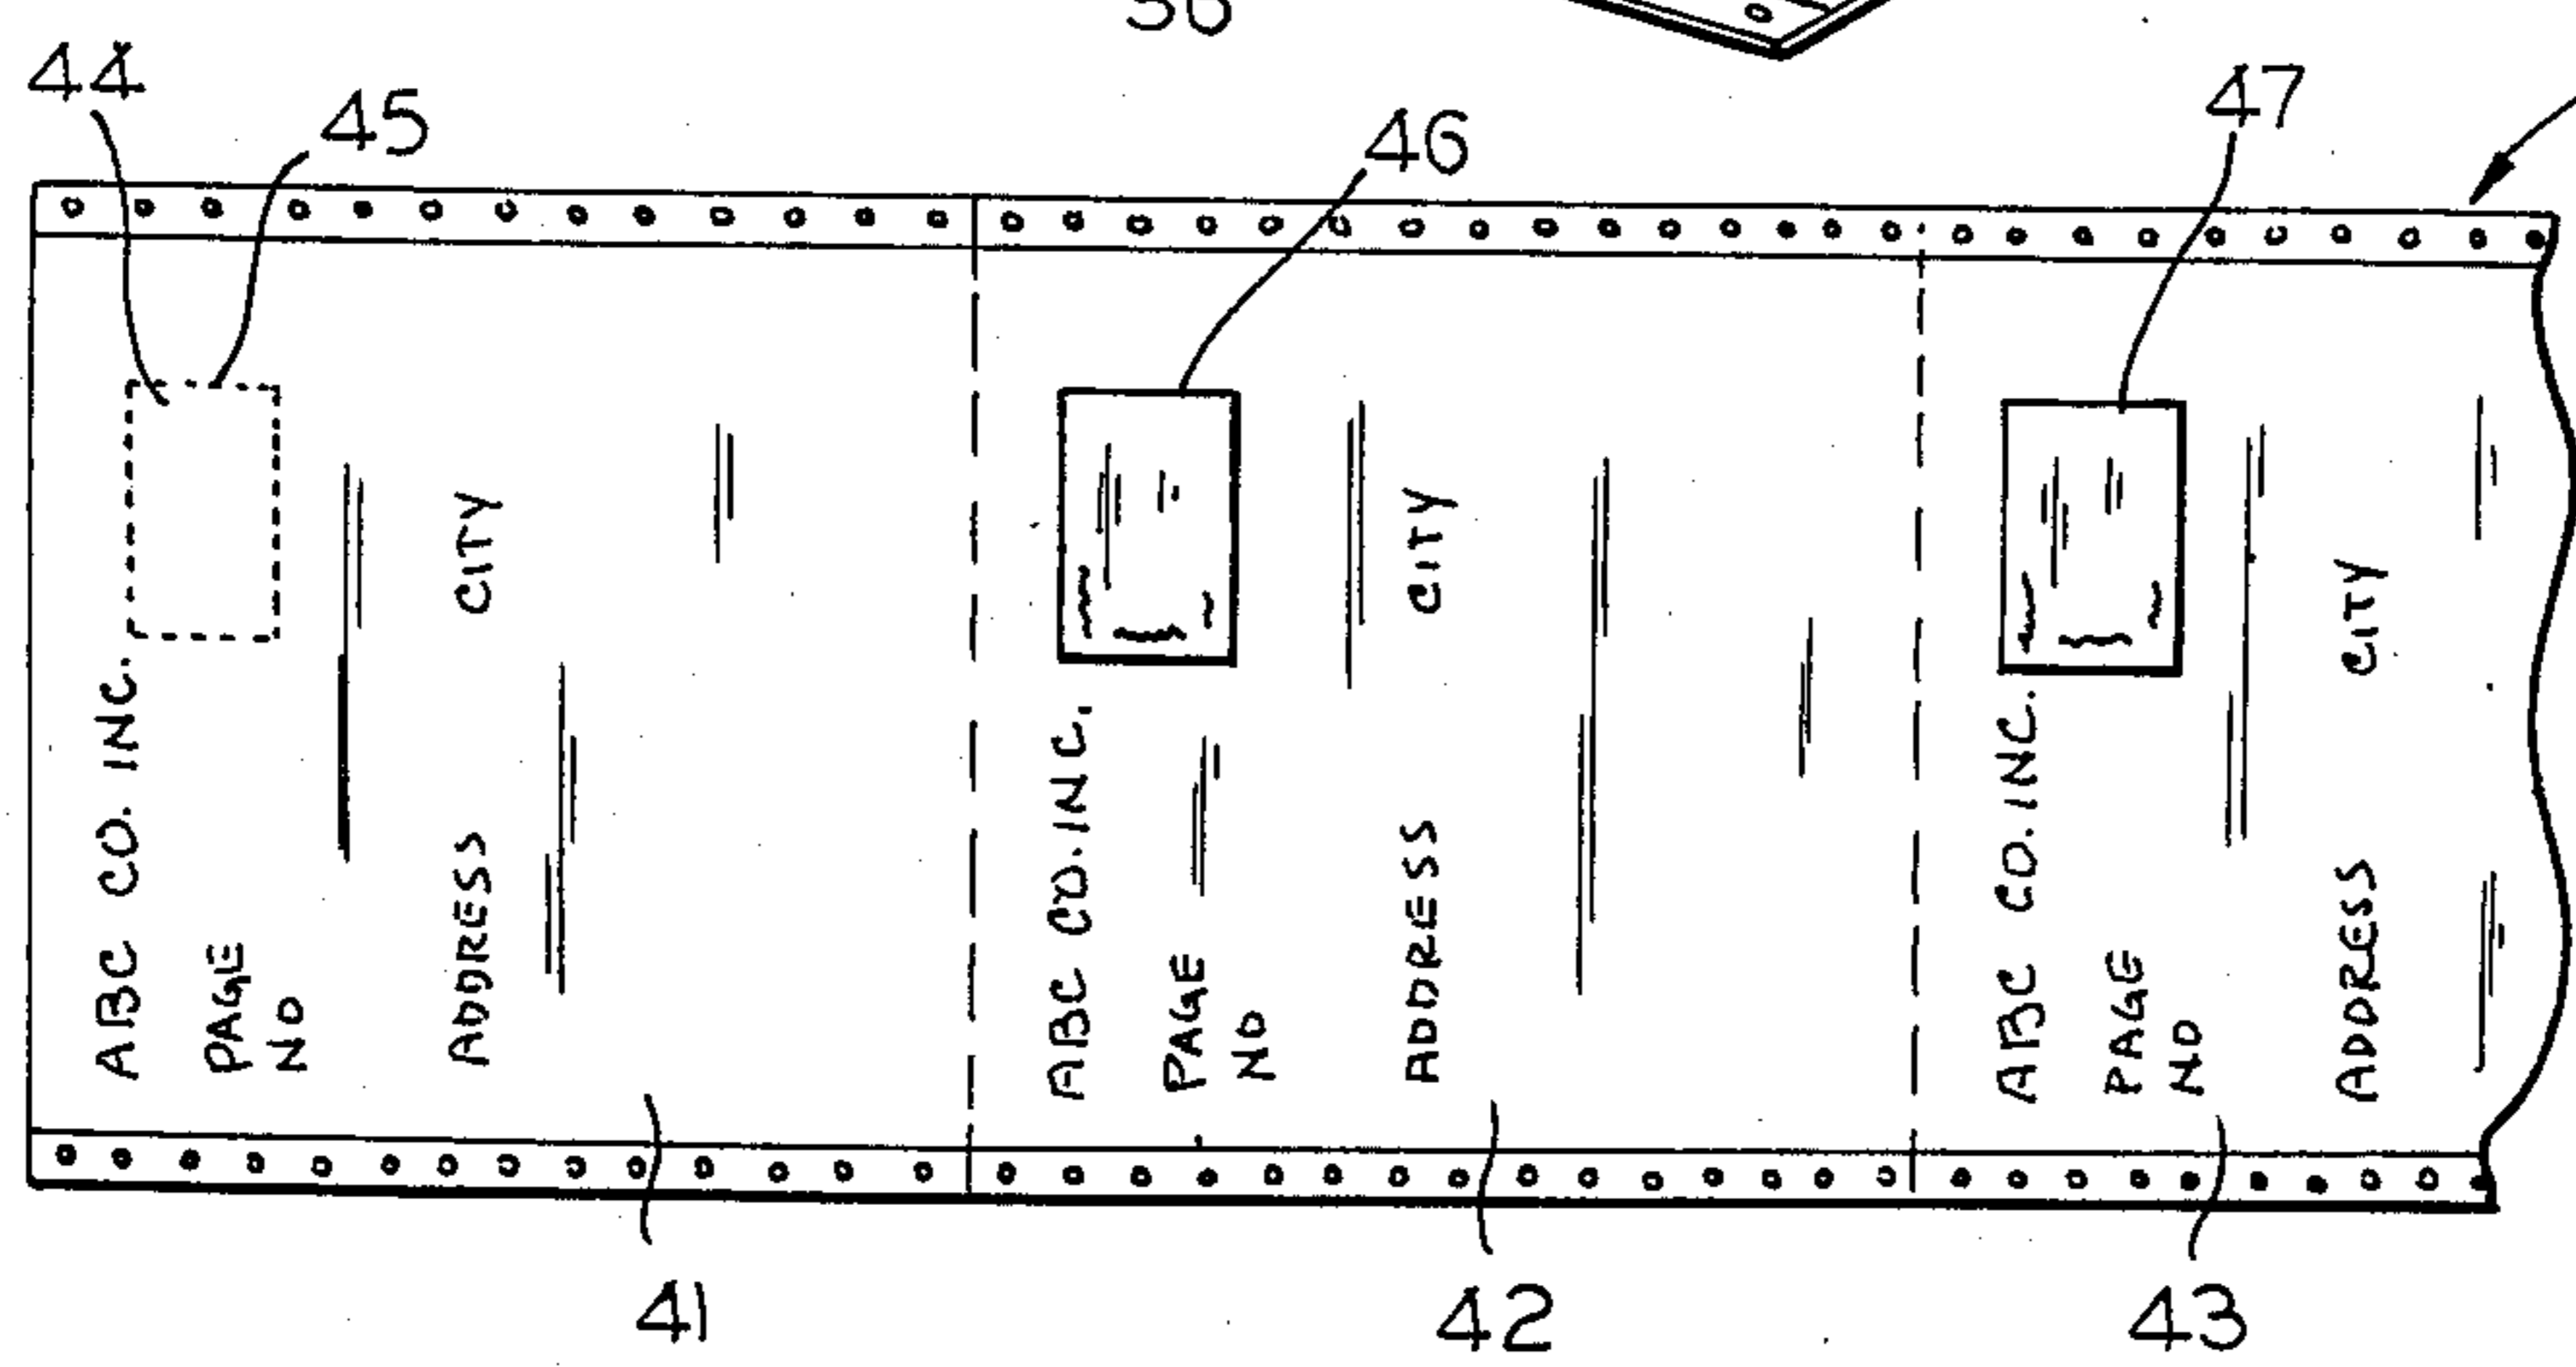 36
44
45
46
47
ABC CO. INC.
PAGE
NO
ADDRESS
CITY
ABC CO. INC.
PAGE
NO
ADDRESS
CITY
ABC CO. INC.
PAGE
NO
ADDRESS
CITY
41
42
43